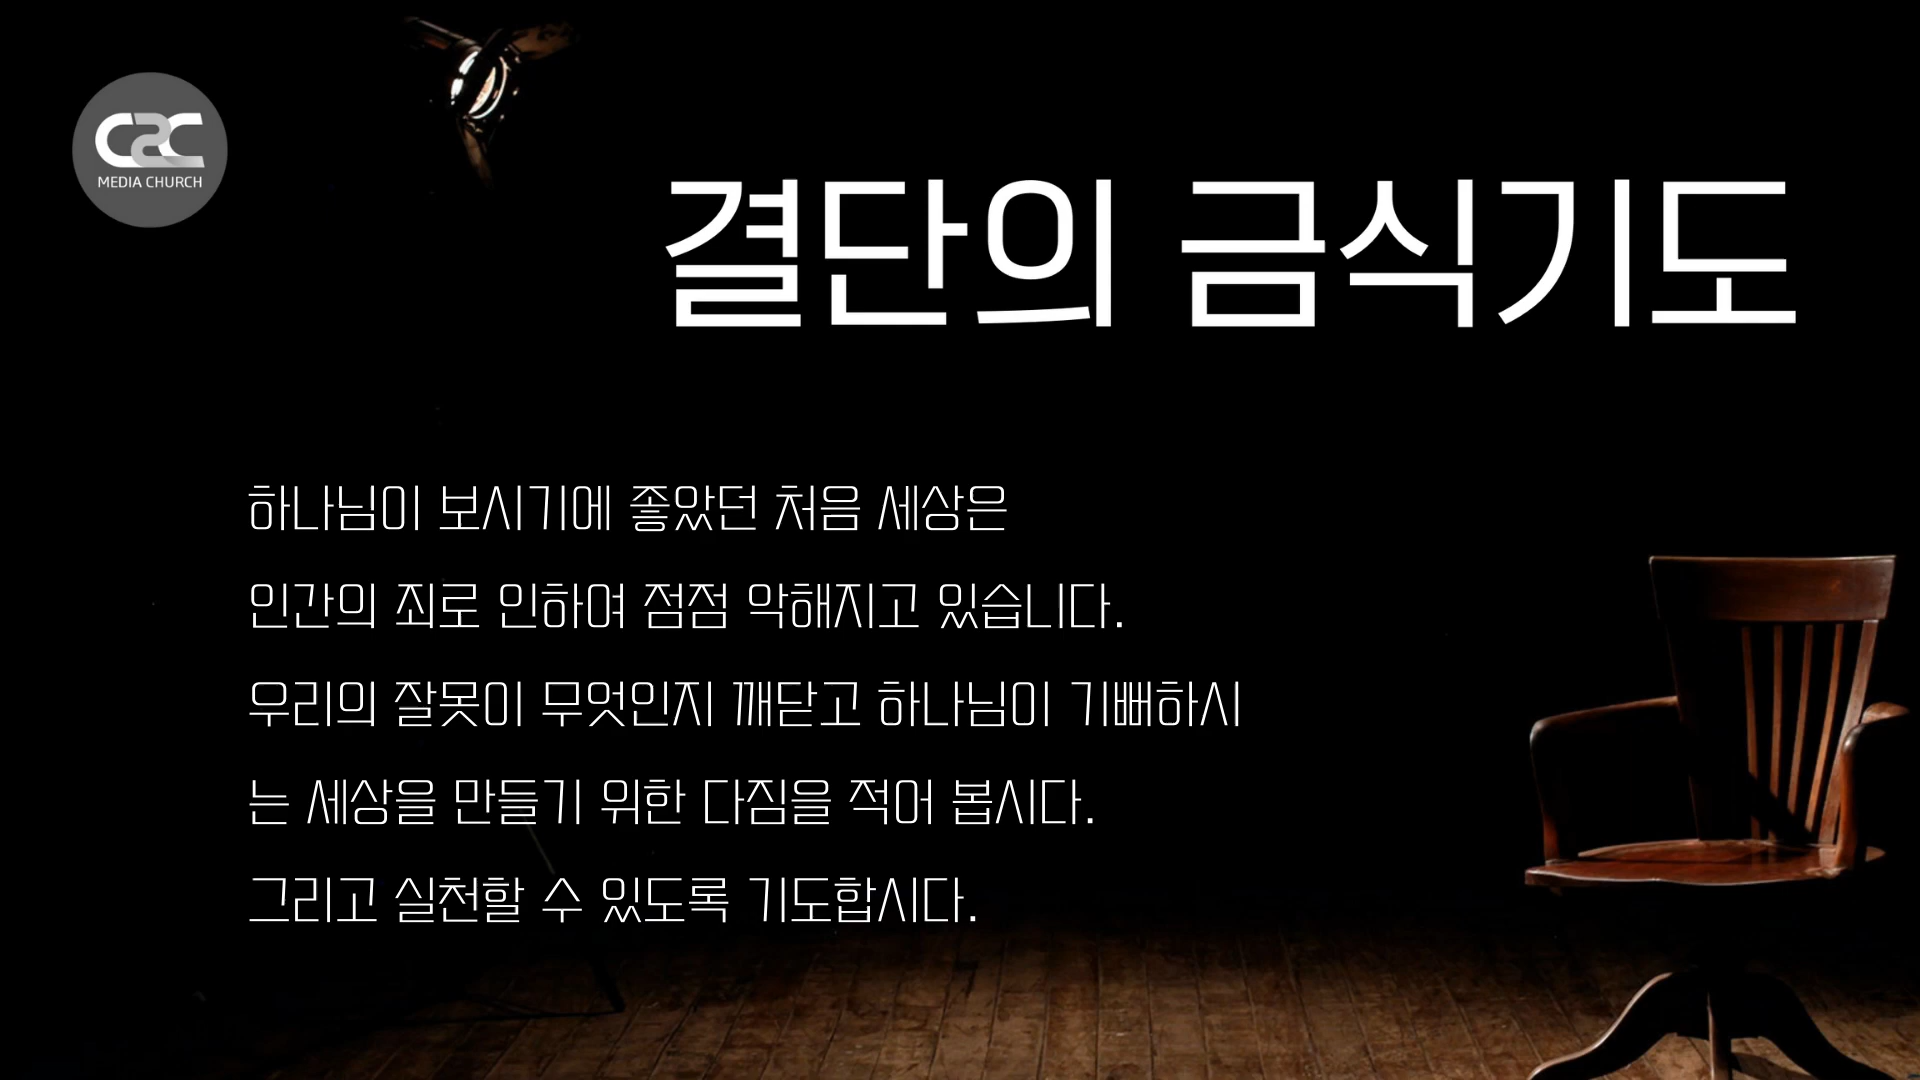 C2C
MEDIA CHURCH
결단의 금식기도
하나님이 보시기에 좋았던 처음 세상은
인간의 죄로 인하여 점점 악해지고 있습니다.
우리의 잘못이 무엇인지 깨닫고 하나님이 기뻐하시
는 세상을 만들기 위한 다짐을 적어 봅시다.
그리고 실천할 수 있도록 기도합시다.